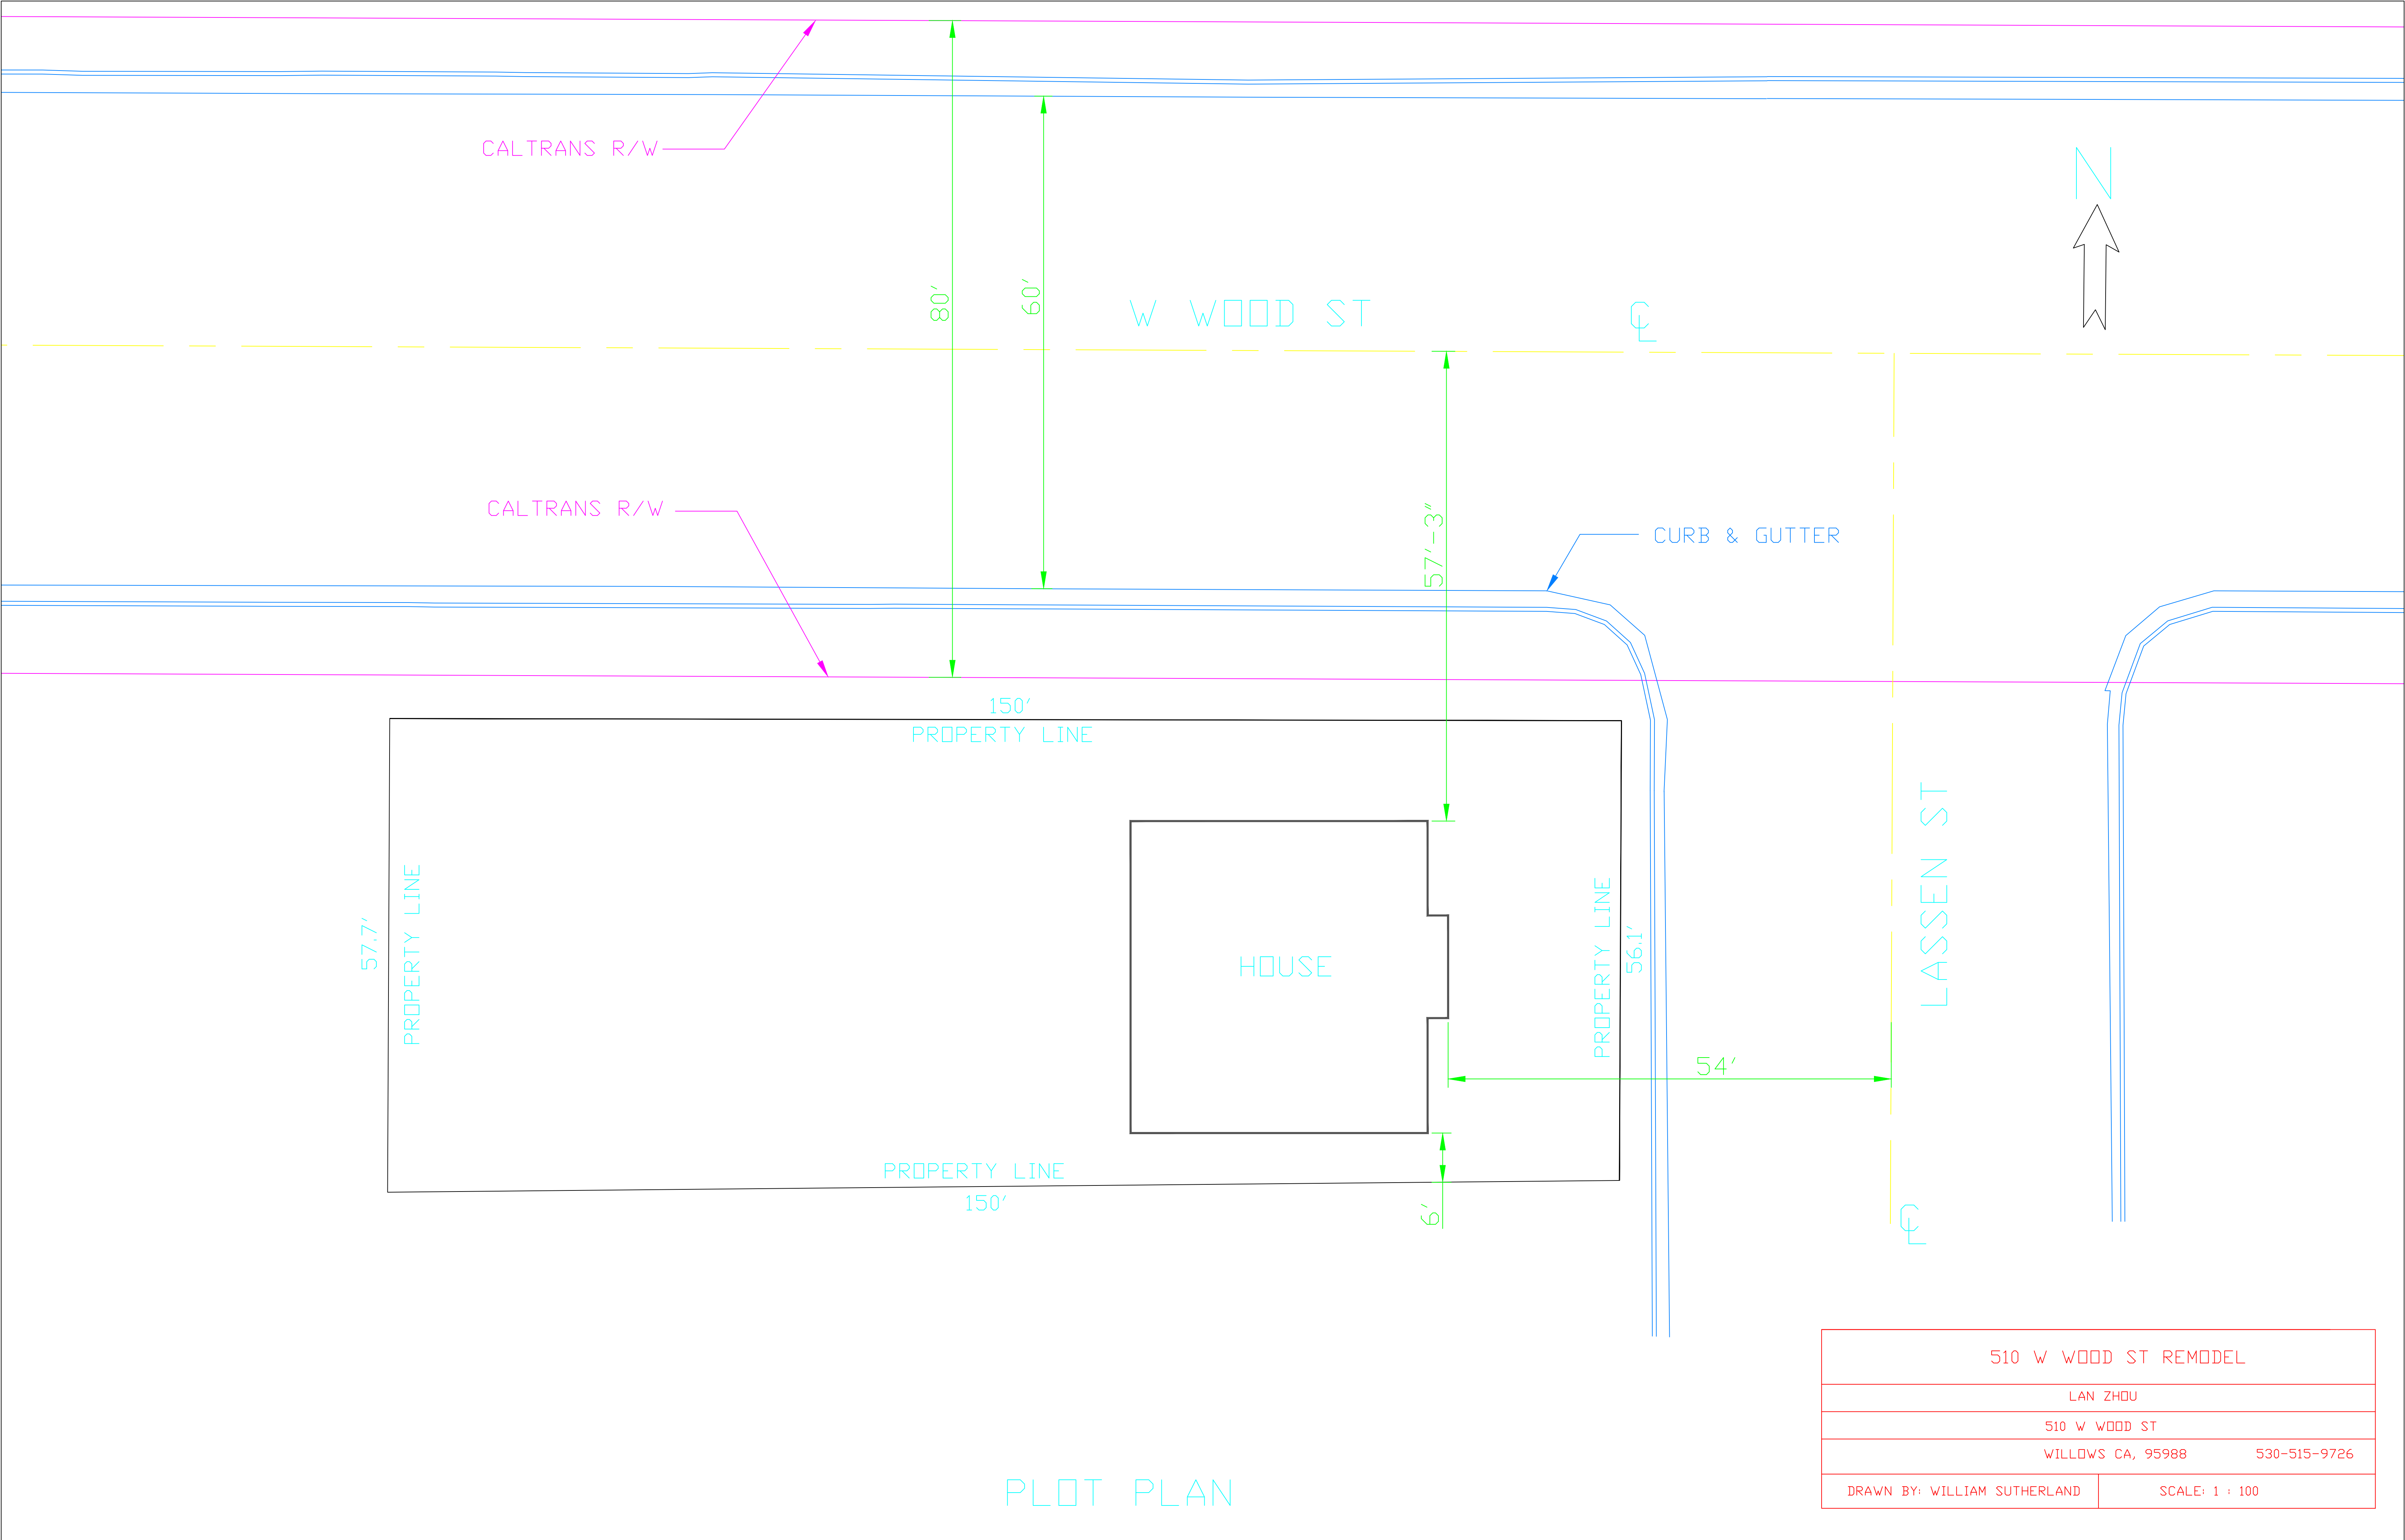 CALTRANS R/W
80'
60'
W WOOD ST
CL
N
CALTRANS R/W
57'-3"
CURB & GUTTER
150'
PROPERTY LINE
57.7'
PROPERTY LINE
HOUSE
PROPERTY LINE
56.1'
LASSEN ST
54'
PROPERTY LINE
150'
6'
CL
510 W WOOD ST REMODEL
LAN ZHOU
510 W WOOD ST
WILLOWS CA, 95988 530-515-9726
DRAWN BY: WILLIAM SUTHERLAND SCALE: 1 : 100
PLOT PLAN